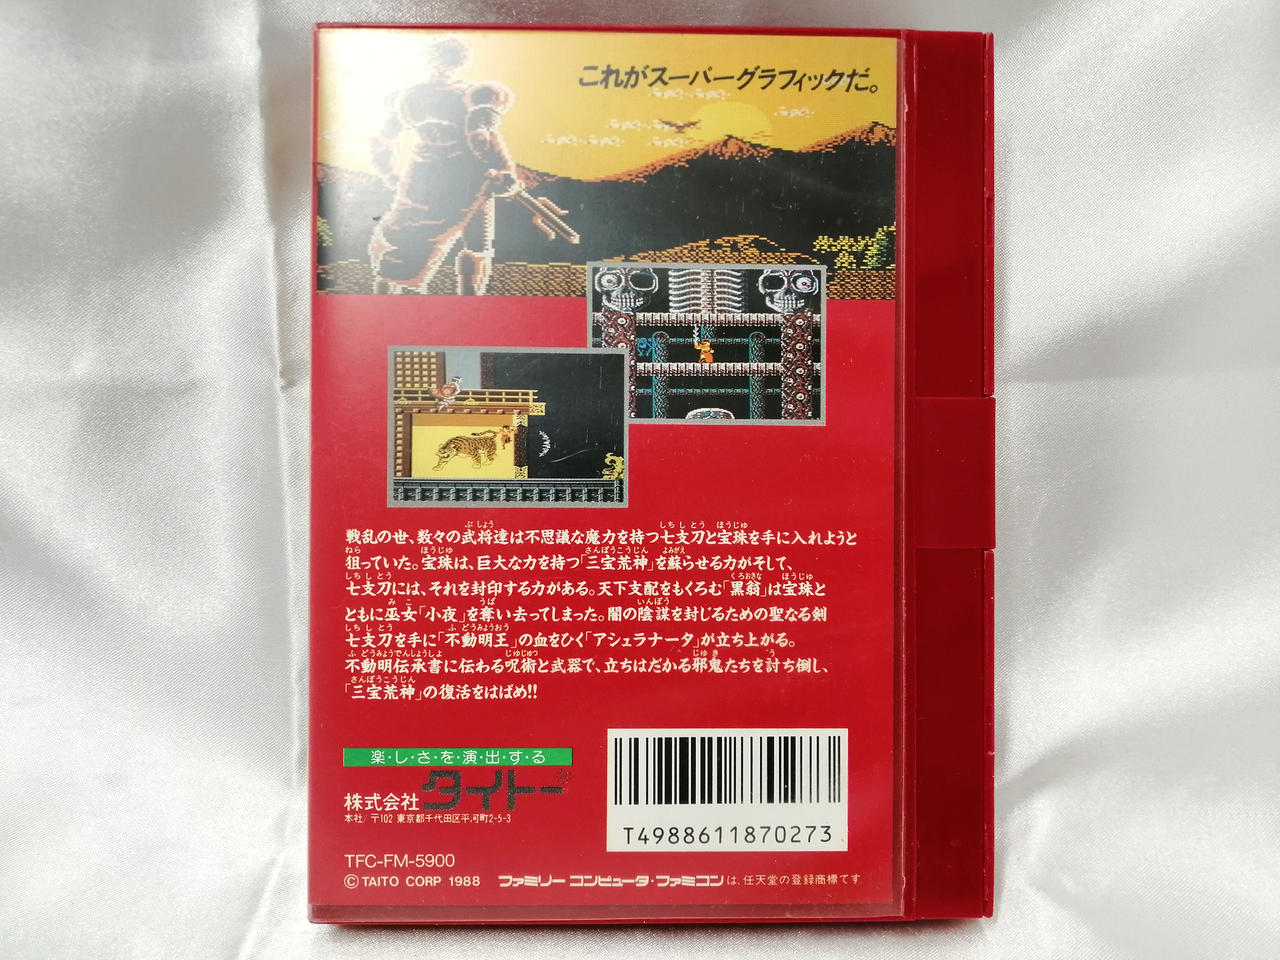 これがスーパーグラフィックだ。
戦乱の世、数々の武将達は不思議な魔力を持つ七支刀と宝珠を手に入れようと
狙っていた。宝珠は、巨大な力を持つ「三宝荒神」を蘇らせる力がそして、
七支刀には、それを封印する力がある。天下支配をもくろむ「黒翁」は宝珠と
ともに巫女「小夜」を奪い去ってしまった。闇の陰謀を封じるための聖なる剣
七支刀を手に「不動明王」の血をひく「アシュラナータ」が立ち上がる。
不動明伝承書に伝わる呪術と武器で、立ちはだかる邪鬼たちを討ち倒し、
「三宝荒神」の復活をはばめ!!
楽・し・さ・を・演・出・す・る
株式会社 タイトー
本社/〒102 東京都千代田区平河町2-5-3
T4988611870273
TFC-FM-5900
© TAITO CORP. 1988 ファミリーコンピュータ・ファミコンは、任天堂の登録商標です